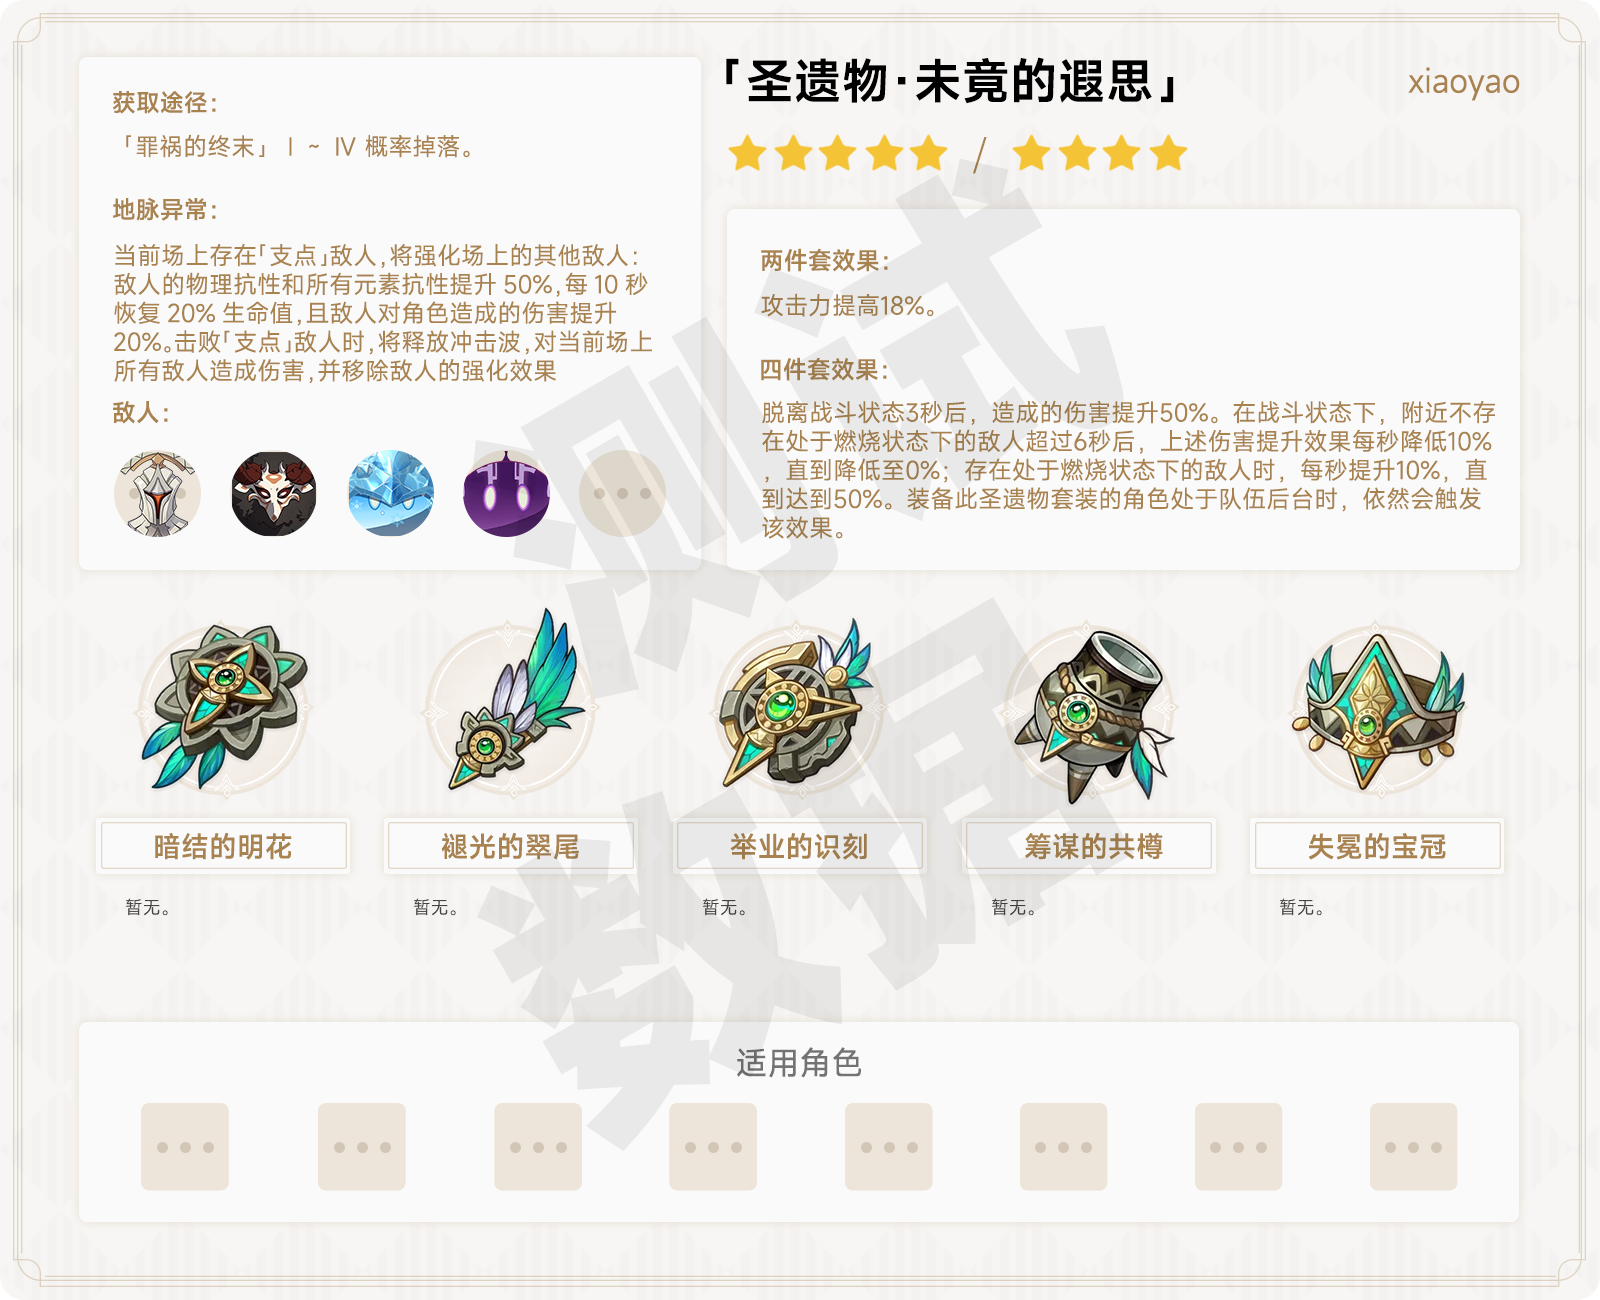 「圣遗物·未竟的遐思」
xiaoyao
获取途径：
「罪祸的终末」Ⅰ ~ Ⅳ 概率掉落。
地脉异常：
当前场上存在「支点」敌人，将强化场上的其他敌人：
敌人的物理抗性和所有元素抗性提升 50%，每 10 秒
恢复 20% 生命值，且敌人对角色造成的伤害提升
20%。击败「支点」敌人时，将释放冲击波，对当前场上
所有敌人造成伤害，并移除敌人的强化效果
敌人：
两件套效果：
攻击力提高18%。
四件套效果：
脱离战斗状态3秒后，造成的伤害提升50%。在战斗状态下，附近不存
在处于燃烧状态下的敌人超过6秒后，上述伤害提升效果每秒降低10%
，直到降低至0%；存在处于燃烧状态下的敌人时，每秒提升10%，直
到达到50%。装备此圣遗物套装的角色处于队伍后台时，依然会触发
该效果。
测试
数据
暗结的明花
褪光的翠尾
举业的识刻
筹谋的共樽
失冕的宝冠
暂无。
暂无。
暂无。
暂无。
暂无。
适用角色